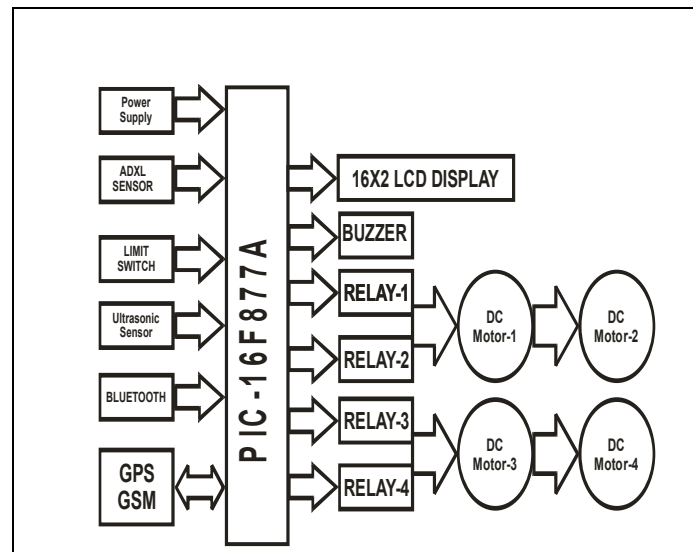 Power
Supply
ADXL
SENSOR
LIMIT
SWITCH
Ultrasonic
Sensor
BLUETOOTH
GPS
GSM
PIC-16F877A
16X2 LCD DISPLAY
BUZZER
RELAY-1
RELAY-2
RELAY-3
RELAY-4
DC
Motor-1
DC
Motor-2
DC
Motor-3
DC
Motor-4